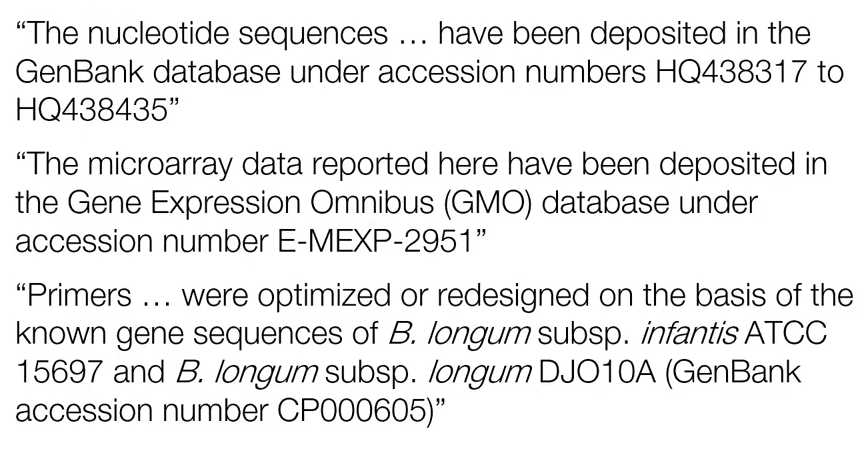 “The nucleotide sequences … have been deposited in the
GenBank database under accession numbers HQ438317 to
HQ438435”
“The microarray data reported here have been deposited in
the Gene Expression Omnibus (GMO) database under
accession number E-MEXP-2951”
“Primers … were optimized or redesigned on the basis of the
known gene sequences of B. longum subsp. infantis ATCC
15697 and B. longum subsp. longum DJO10A (GenBank
accession number CP000605)”